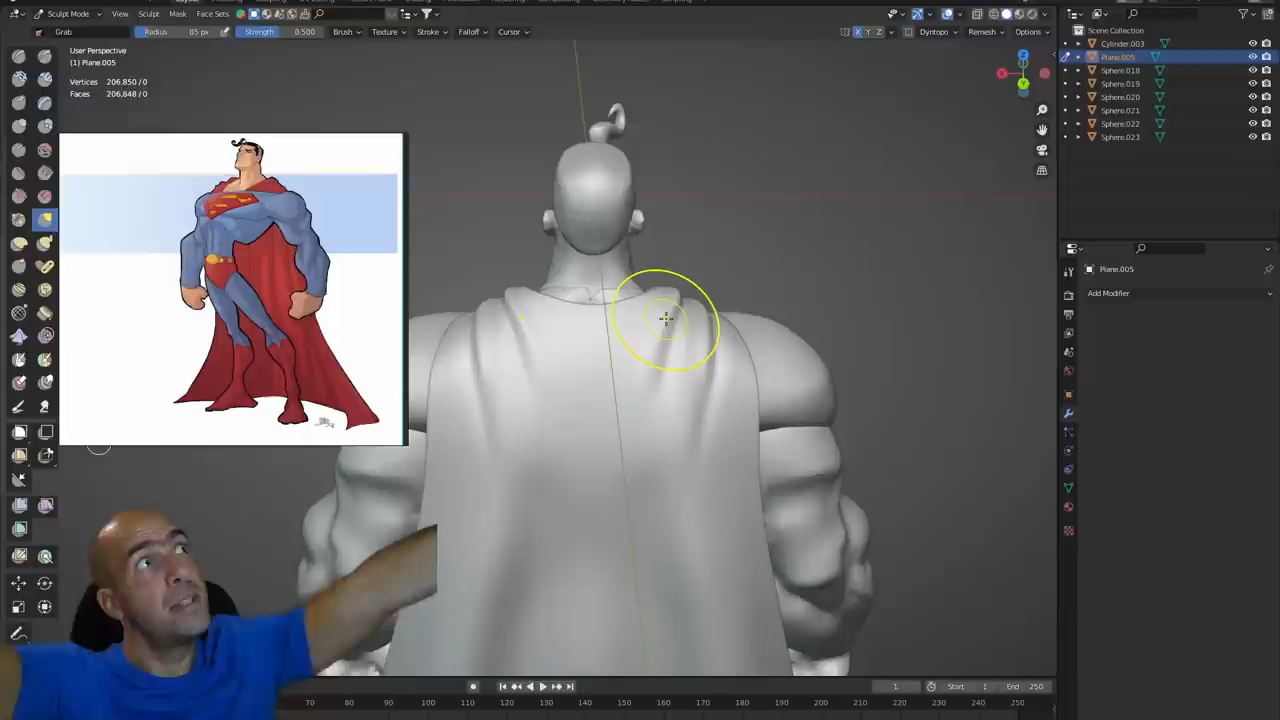 Sculpt Mode View Sculpt Mask Face Sets
Grab Radius 85 px Strength 0.500 Brush Texture Stroke Falloff Cursor X Y Z Dyntopo Remesh Options
User Perspective
(1) Plane.005
Vertices 206,850 / 0
Faces 206,848 / 0
Scene Collection
Cylinder.003
Plane.005
Sphere.018
Sphere.019
Sphere.020
Sphere.021
Sphere.022
Sphere.023
Plane.005
Add Modifier
1 Start 1 End 250
70 80 90 100 110 120 130 140 150 160 170 180 190 200 210 220 230 240 250